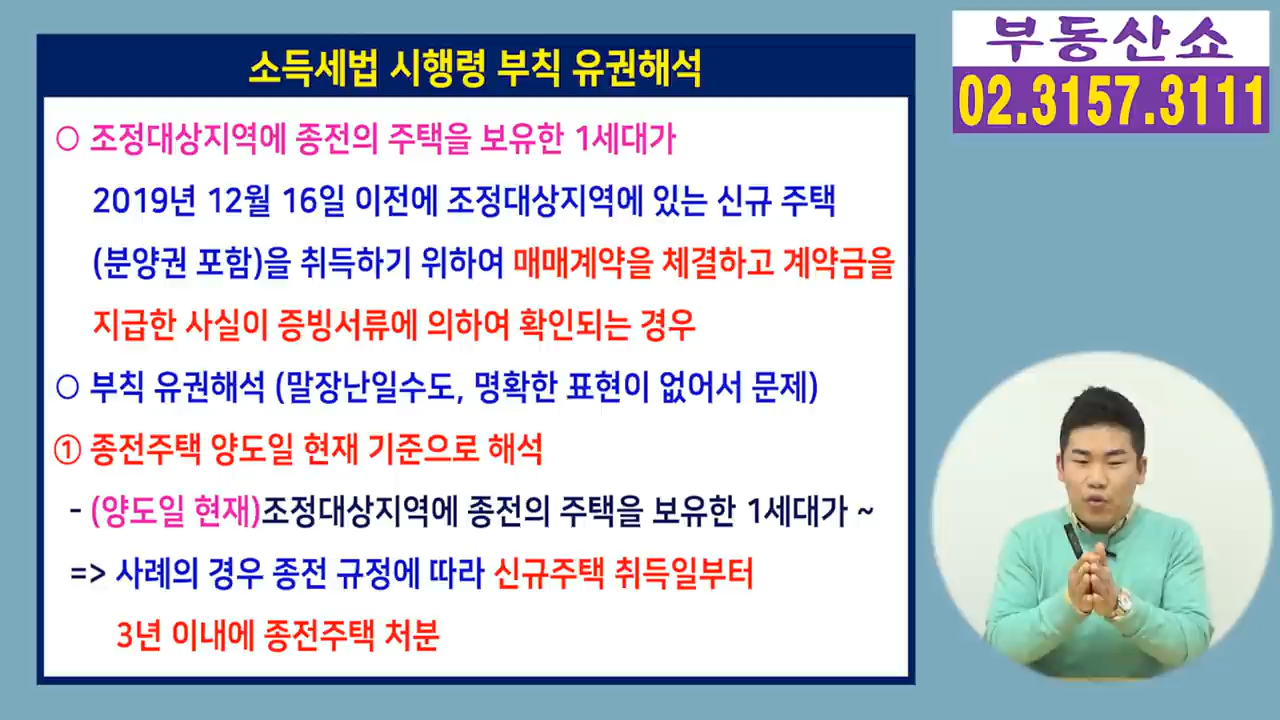 소득세법 시행령 부칙 유권해석
부동산쇼
02.3157.3111
○ 조정대상지역에 종전의 주택을 보유한 1세대가
2019년 12월 16일 이전에 조정대상지역에 있는 신규 주택
(분양권 포함)을 취득하기 위하여 매매계약을 체결하고 계약금을
지급한 사실이 증빙서류에 의하여 확인되는 경우
○ 부칙 유권해석 (말장난일수도, 명확한 표현이 없어서 문제)
① 종전주택 양도일 현재 기준으로 해석
- (양도일 현재)조정대상지역에 종전의 주택을 보유한 1세대가 ~
=> 사례의 경우 종전 규정에 따라 신규주택 취득일부터
3년 이내에 종전주택 처분